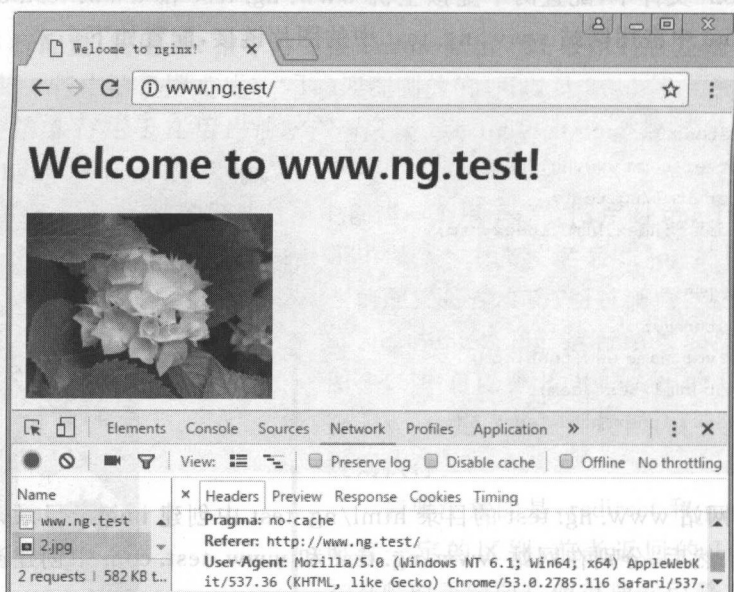 Welcome to nginx!
www.ng.test/
Welcome to www.ng.test!
Elements Console Sources Network Profiles Application »
View: Preserve log Disable cache Offline No throttling
Name
Headers Preview Response Cookies Timing
www.ng.test
2.jpg
2 requests | 582 KB t...
Pragma: no-cache
Referer: http://www.ng.test/
User-Agent: Mozilla/5.0 (Windows NT 6.1; Win64; x64) AppleWebK
it/537.36 (KHTML, like Gecko) Chrome/53.0.2785.116 Safari/537.